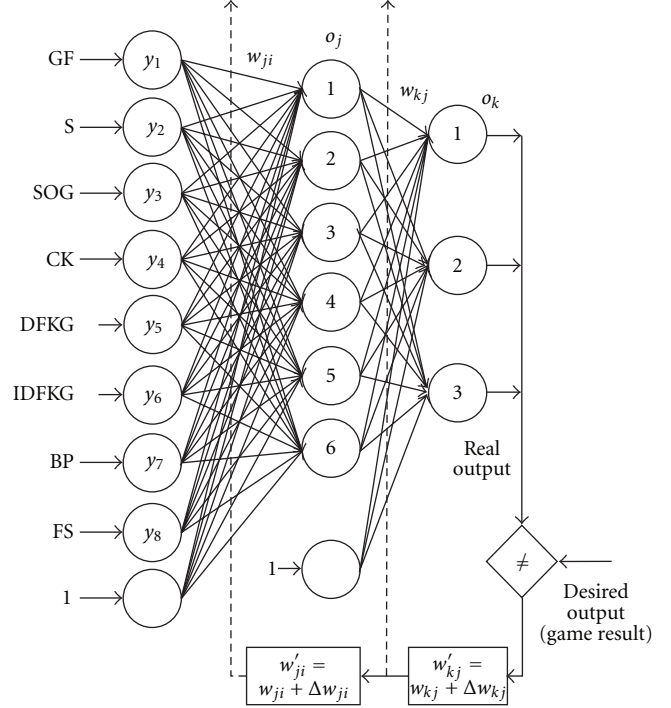 GF
y1
S
y2
SOG
y3
CK
y4
DFKG
y5
IDFKG
y6
BP
y7
FS
y8
1
wji
oj
1
2
3
4
5
6
1
wkj
ok
1
2
3
Real
output
≠
Desired
output
(game result)
w′ji =
wji + Δwji
w′kj =
wkj + Δwkj